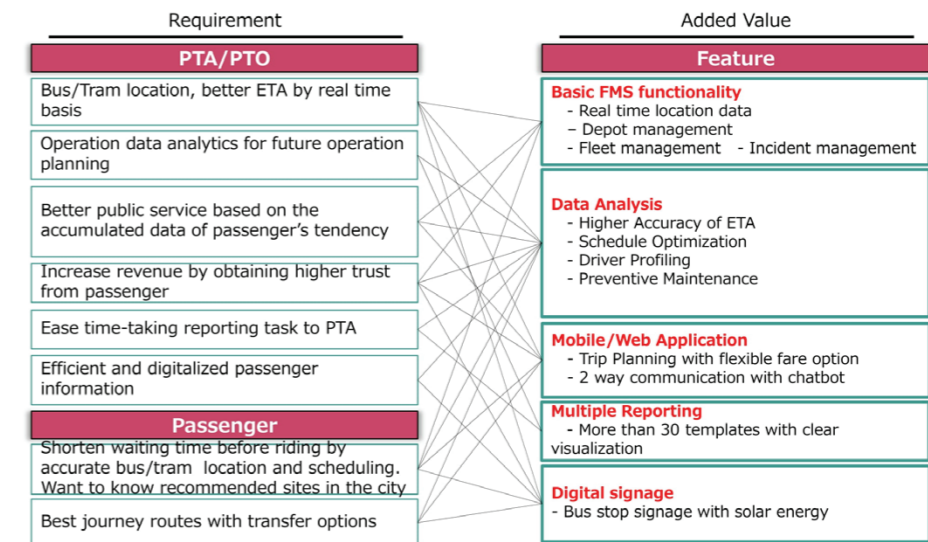 Requirement
PTA/PTO
Bus/Tram location, better ETA by real time
basis
Operation data analytics for future operation
planning
Better public service based on the
accumulated data of passenger’s tendency
Increase revenue by obtaining higher trust
from passenger
Ease time-taking reporting task to PTA
Efficient and digitalized passenger
information
Passenger
Shorten waiting time before riding by
accurate bus/tram location and scheduling.
Want to know recommended sites in the city
Best journey routes with transfer options
Added Value
Feature
Basic FMS functionality
- Real time location data
– Depot management
- Fleet management - Incident management
Data Analysis
- Higher Accuracy of ETA
- Schedule Optimization
- Driver Profiling
- Preventive Maintenance
Mobile/Web Application
- Trip Planning with flexible fare option
- 2 way communication with chatbot
Multiple Reporting
- More than 30 templates with clear
visualization
Digital signage
- Bus stop signage with solar energy